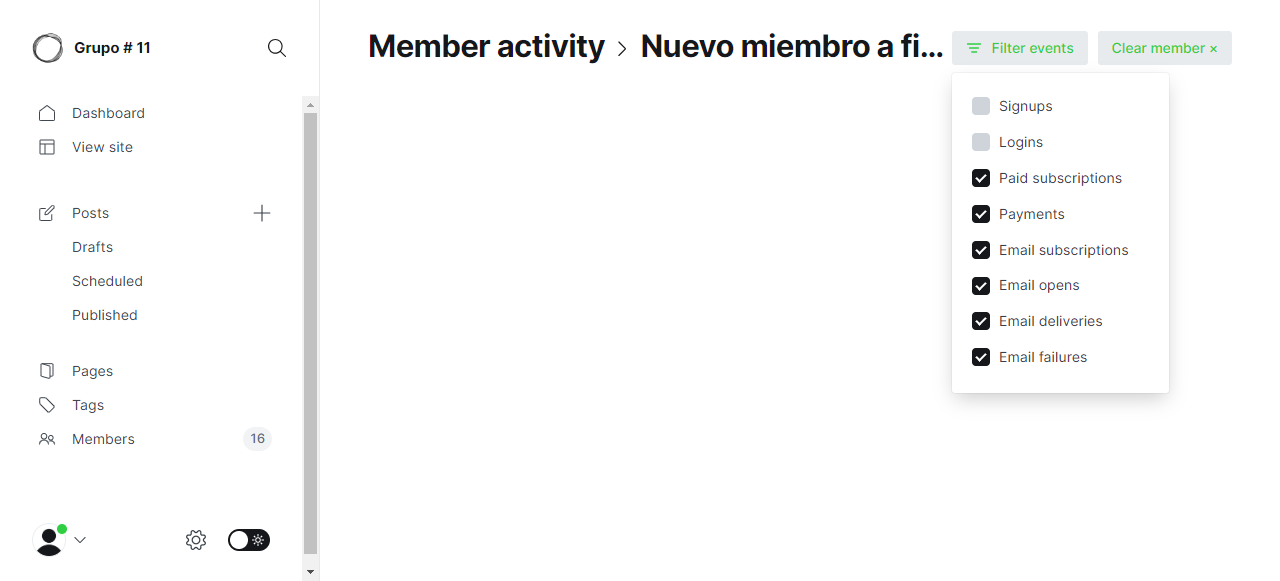 Grupo # 11
Dashboard
View site
Posts
Drafts
Scheduled
Published
Pages
Tags
Members 16
Member activity > Nuevo miembro a fi...
Filter events
Clear member ×
Signups
Logins
Paid subscriptions
Payments
Email subscriptions
Email opens
Email deliveries
Email failures